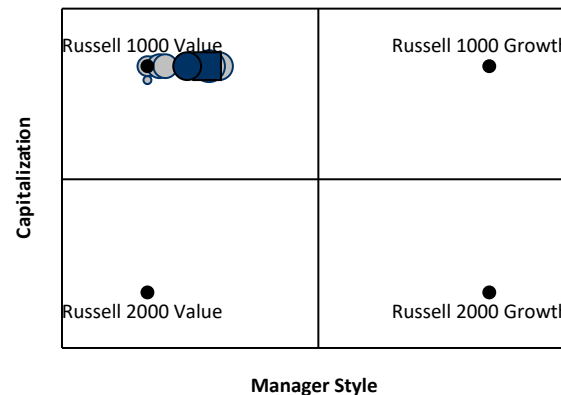 Russell 1000 Value
Russell 1000 Growth
Capitalization
Russell 2000 Value
Russell 2000 Growth
Manager Style